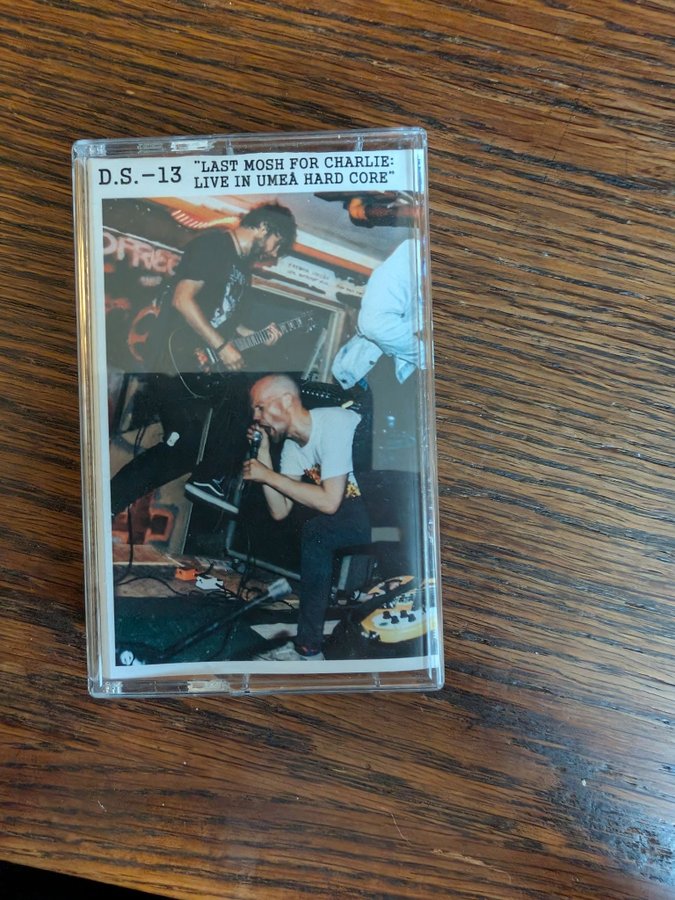 D.S.-13
"LAST MOSH FOR CHARLIE:
LIVE IN UMEÅ HARD CORE"